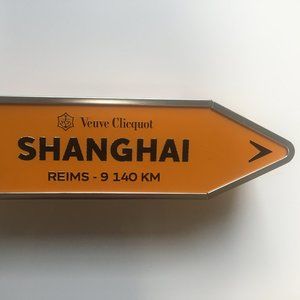 Veuve Clicquot
SHANGHAI
REIMS - 9 140 KM